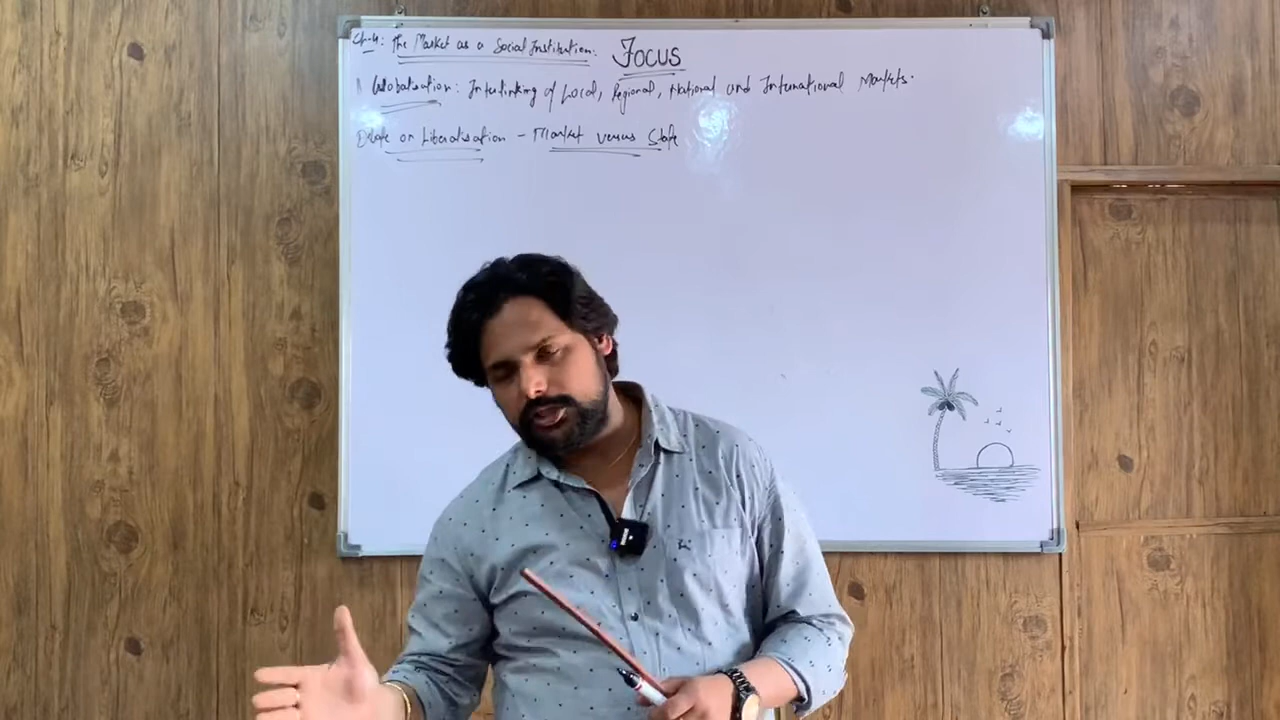 Ch-4: The Market as a Social Institution: FOCUS
Globalisation: Interlinking of Local, Regional, National and International Markets.
Debate on Liberalisation - Market versus State